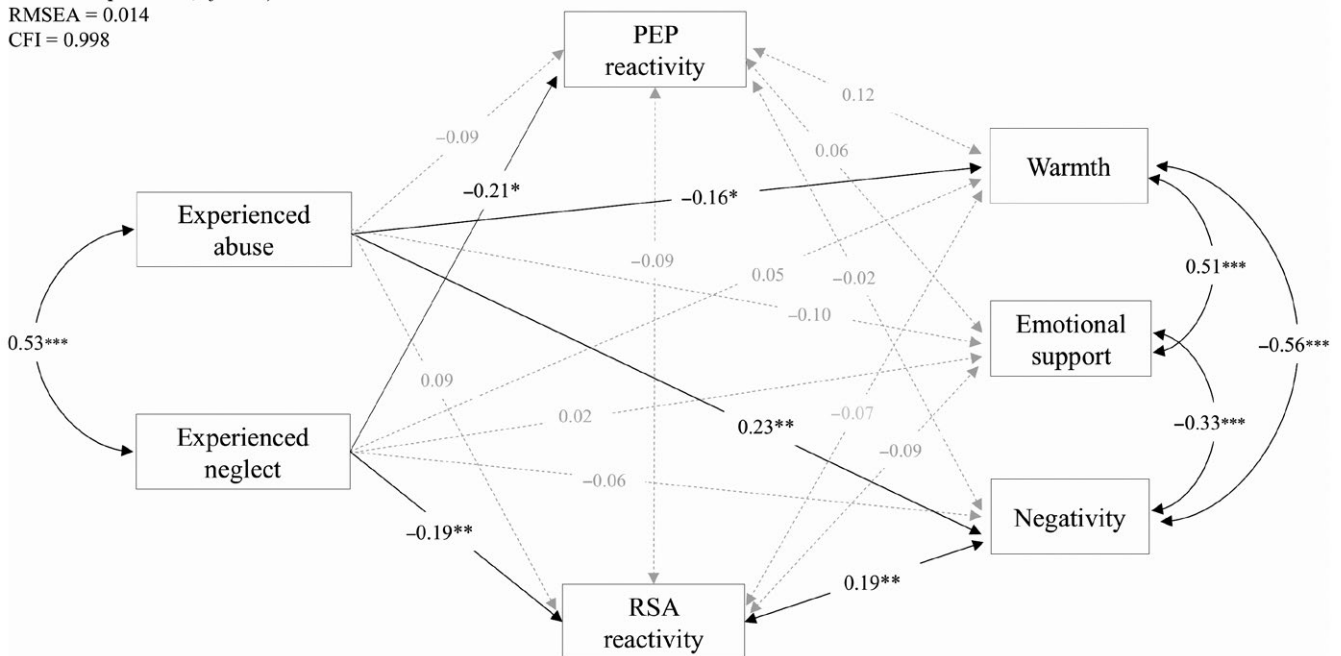 RMSEA = 0.014
CFI = 0.998
PEP
reactivity
0.12
−0.09
0.06
Warmth
−0.21*
−0.16*
Experienced
abuse
−0.09
0.05
−0.02
0.51***
−0.10
Emotional
support
0.53***
−0.56***
0.09
0.02
−0.07
−0.33***
0.23**
Experienced
neglect
−0.09
−0.06
Negativity
−0.19**
0.19**
RSA
reactivity